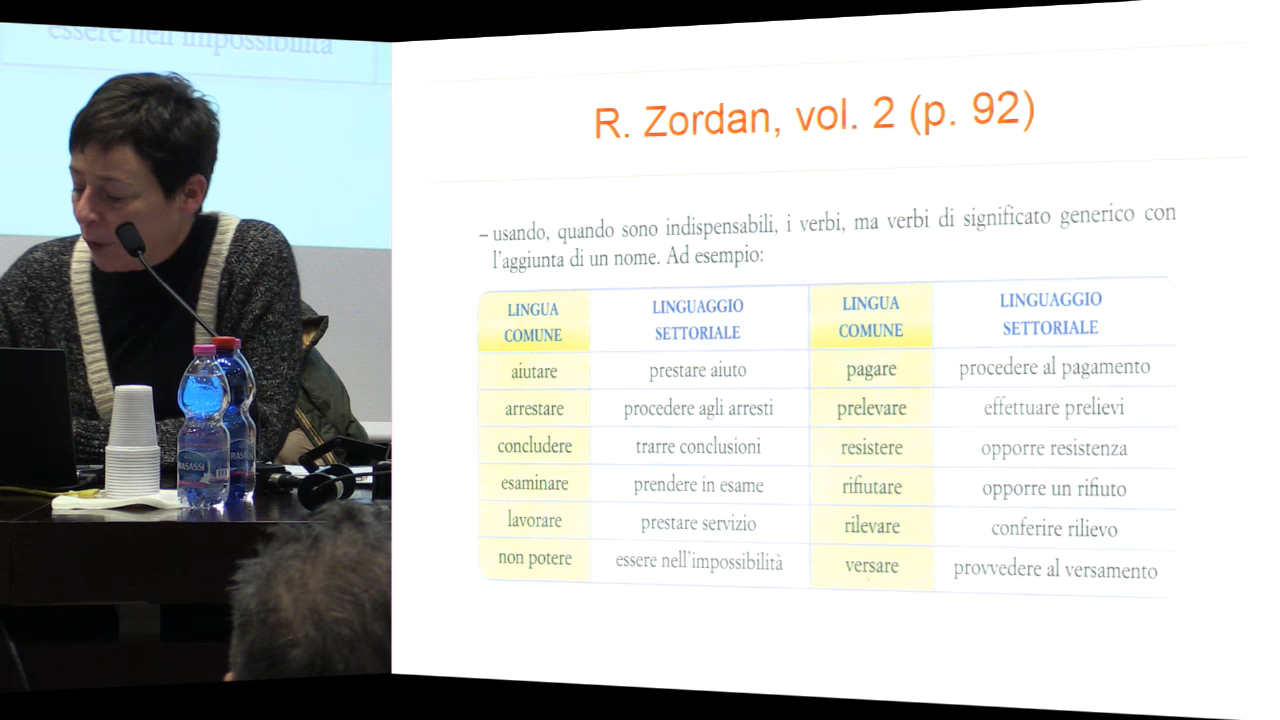 essere nell'impossibilità
R. Zordan, vol. 2 (p. 92)
– usando, quando sono indispensabili, i verbi, ma verbi di significato generico con
l'aggiunta di un nome. Ad esempio:
LINGUA COMUNE LINGUAGGIO SETTORIALE LINGUA COMUNE LINGUAGGIO SETTORIALE
aiutare prestare aiuto pagare procedere al pagamento
arrestare procedere agli arresti prelevare effettuare prelievi
concludere trarre conclusioni resistere opporre resistenza
esaminare prendere in esame rifiutare opporre un rifiuto
lavorare prestare servizio rilevare conferire rilievo
non potere essere nell'impossibilità versare provvedere al versamento